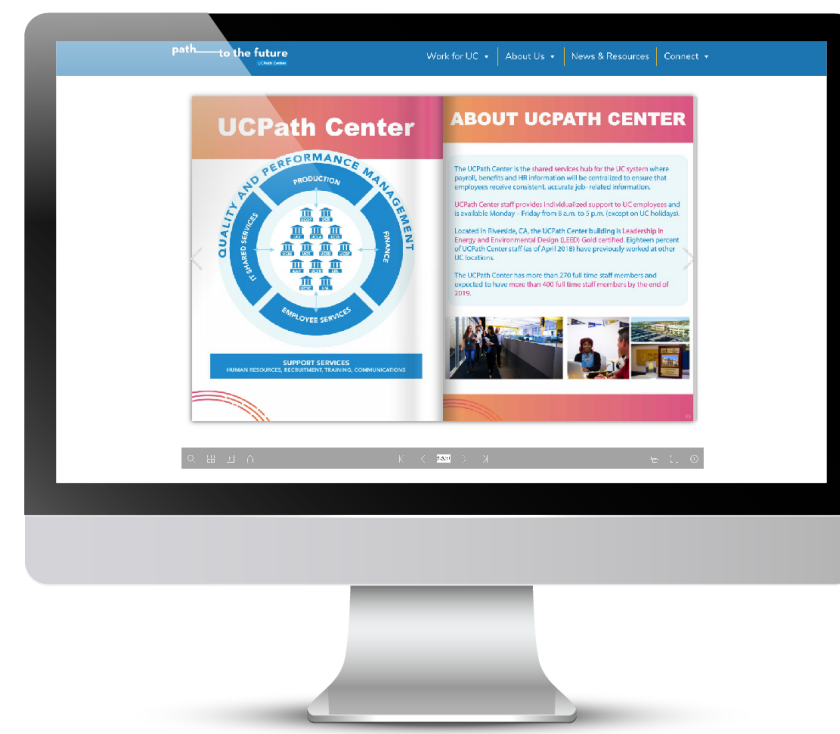 path to the future
UCPath Center
Work for UC
About Us
News & Resources
Connect
UCPath Center
QUALITY AND PERFORMANCE MANAGEMENT
PRODUCTION
IT SHARED SERVICES
FINANCE
EMPLOYEE SERVICES
SUPPORT SERVICES
HUMAN RESOURCES, RECRUITMENT, TRAINING, COMMUNICATIONS
ABOUT UCPATH CENTER
The UCPath Center is the shared services hub for the UC system where
payroll, benefits and HR information will be centralized to ensure that
employees receive consistent, accurate job- related information.
UCPath Center staff provides individualized support to UC employees and
is available Monday - Friday from 8 a.m. to 5 p.m. (except on UC holidays).
Located in Riverside, CA, the UCPath Center building is Leadership in
Energy and Environmental Design (LEED) Gold certified. Eighteen percent
of UCPath Center staff (as of April 2018) have previously worked at other
UC locations.
The UCPath Center has more than 270 full time staff members and
expected to have more than 400 full time staff members by the end of
2019.